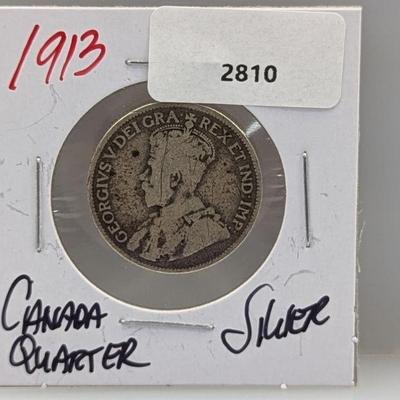 1913
2810
GEORGIVS V DEI GRA: REX ET IND: IMP:
CANADA
QUARTER
SILVER